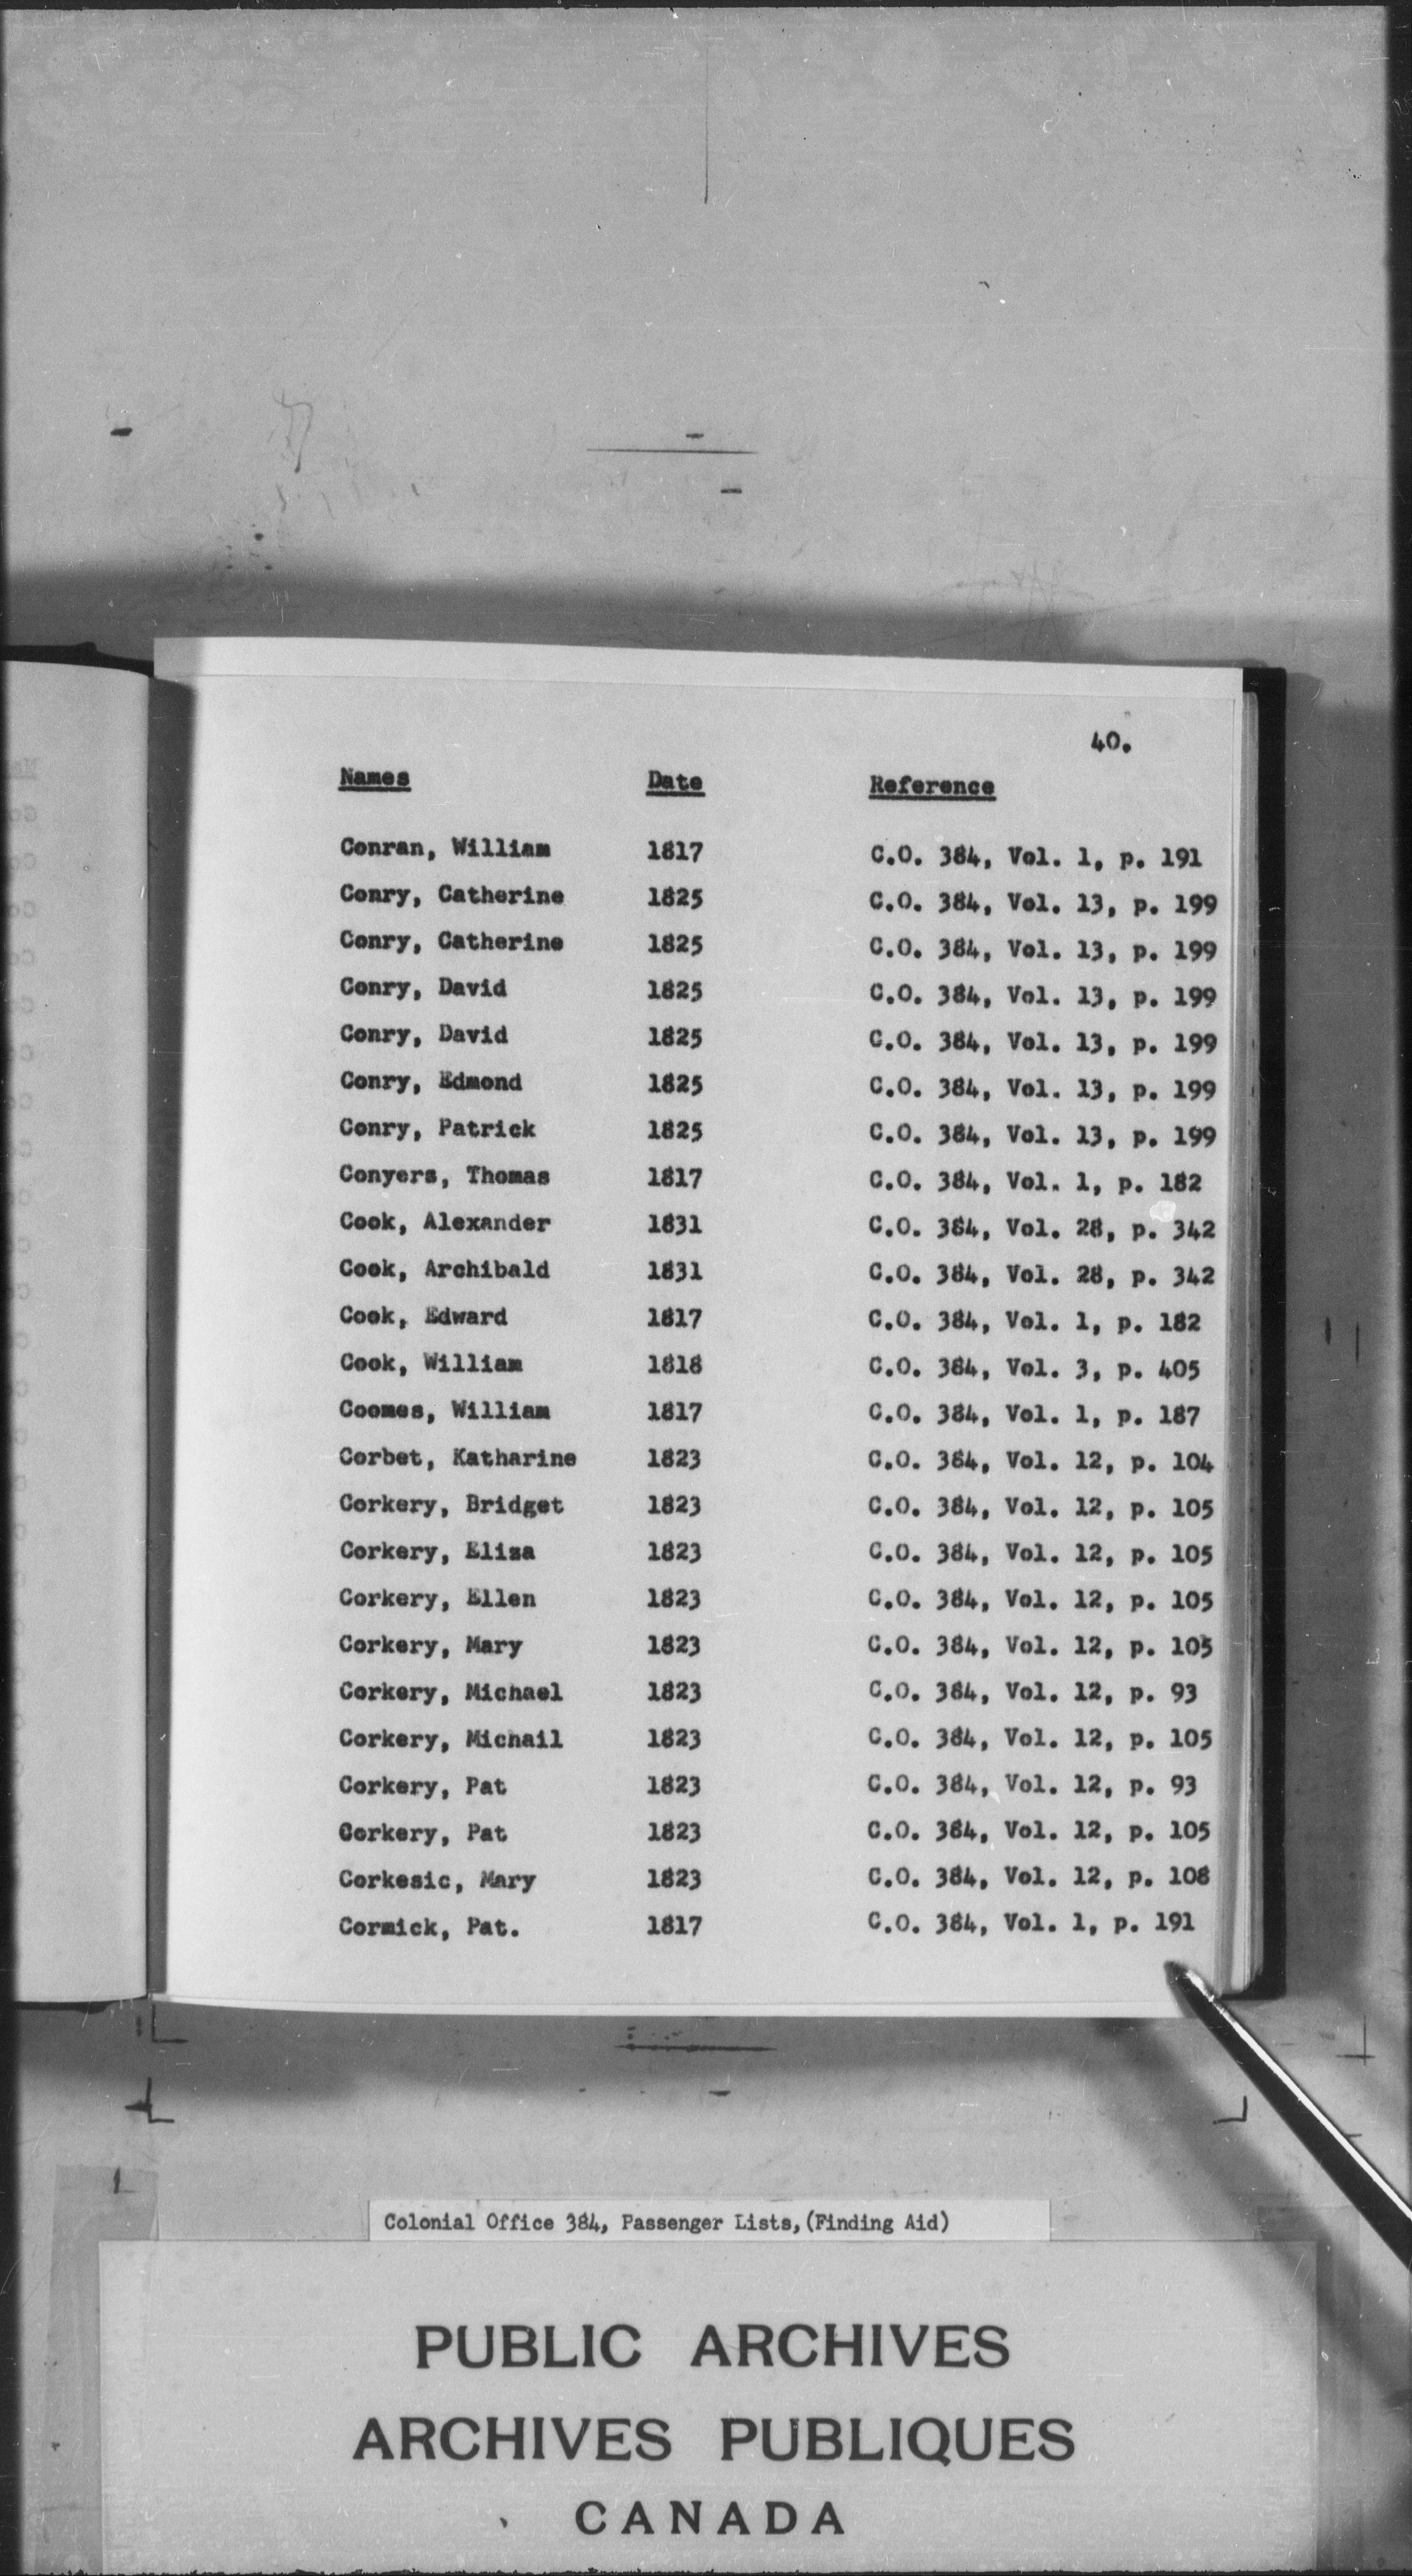 40.
Names Date Reference
Conran, William 1817 C.O. 384, Vol. 1, p. 191
Conry, Catherine 1825 C.O. 384, Vol. 13, p. 199
Conry, Catherine 1825 C.O. 384, Vol. 13, p. 199
Conry, David 1825 C.O. 384, Vol. 13, p. 199
Conry, David 1825 C.O. 384, Vol. 13, p. 199
Conry, Edmond 1825 C.O. 384, Vol. 13, p. 199
Conry, Patrick 1825 C.O. 384, Vol. 13, p. 199
Conyers, Thomas 1817 C.O. 384, Vol. 1, p. 182
Cook, Alexander 1831 C.O. 384, Vol. 28, p. 342
Cook, Archibald 1831 C.O. 384, Vol. 28, p. 342
Cook, Edward 1817 C.O. 384, Vol. 1, p. 182
Cook, William 1818 C.O. 384, Vol. 3, p. 405
Coomes, William 1817 C.O. 384, Vol. 1, p. 187
Corbet, Katharine 1823 C.O. 384, Vol. 12, p. 104
Corkery, Bridget 1823 C.O. 384, Vol. 12, p. 105
Corkery, Eliza 1823 C.O. 384, Vol. 12, p. 105
Corkery, Ellen 1823 C.O. 384, Vol. 12, p. 105
Corkery, Mary 1823 C.O. 384, Vol. 12, p. 105
Corkery, Michael 1823 C.O. 384, Vol. 12, p. 93
Corkery, Michail 1823 C.O. 384, Vol. 12, p. 105
Corkery, Pat 1823 C.O. 384, Vol. 12, p. 93
Corkery, Pat 1823 C.O. 384, Vol. 12, p. 105
Corkesic, Mary 1823 C.O. 384, Vol. 12, p. 108
Cormick, Pat. 1817 C.O. 384, Vol. 1, p. 191
Colonial Office 384, Passenger Lists,(Finding Aid)
PUBLIC ARCHIVES
ARCHIVES PUBLIQUES
CANADA